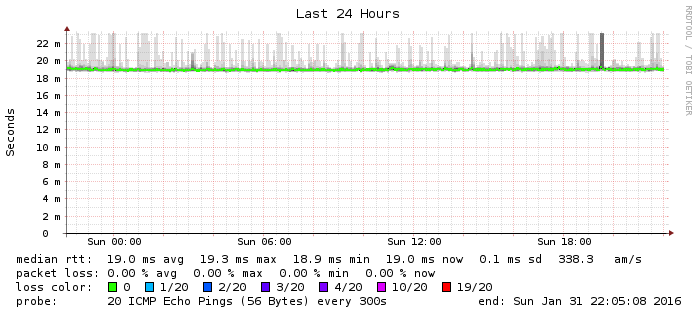 Last 24 Hours
RRDTOOL / TOBI OETIKER
Seconds
22 m
20 m
18 m
16 m
14 m
12 m
10 m
8 m
6 m
4 m
2 m
0
Sun 00:00 Sun 06:00 Sun 12:00 Sun 18:00
median rtt: 19.0 ms avg 19.3 ms max 18.9 ms min 19.0 ms now 0.1 ms sd 338.3 am/s
packet loss: 0.00 % avg 0.00 % max 0.00 % min 0.00 % now
loss color: 0 1/20 2/20 3/20 4/20 10/20 19/20
probe: 20 ICMP Echo Pings (56 Bytes) every 300s end: Sun Jan 31 22:05:08 2016